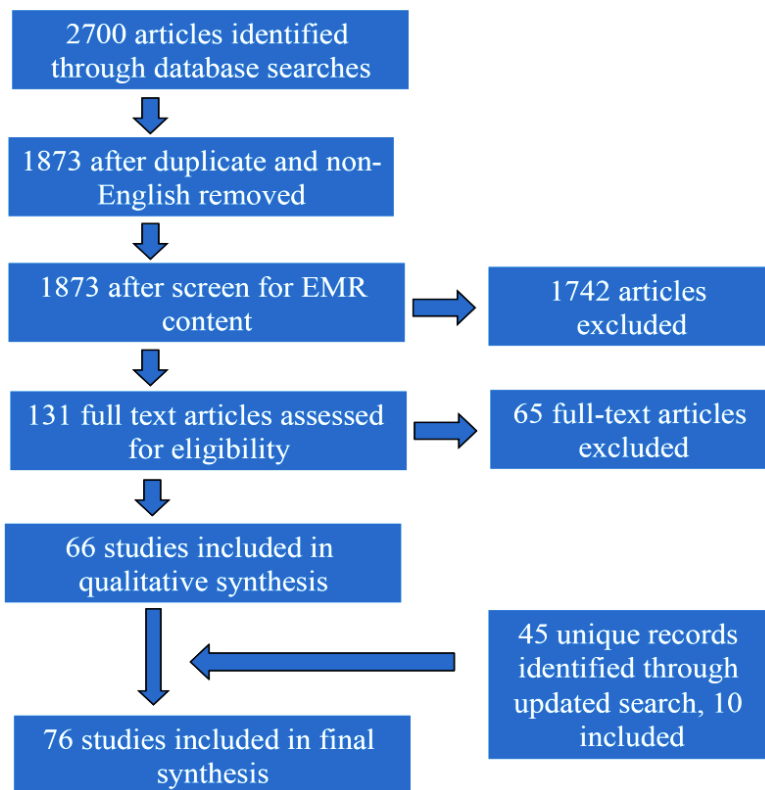 2700 articles identified
through database searches
1873 after duplicate and non-
English removed
1873 after screen for EMR
content
1742 articles
excluded
131 full text articles assessed
for eligibility
65 full-text articles
excluded
66 studies included in
qualitative synthesis
45 unique records
identified through
updated search, 10
included
76 studies included in final
synthesis